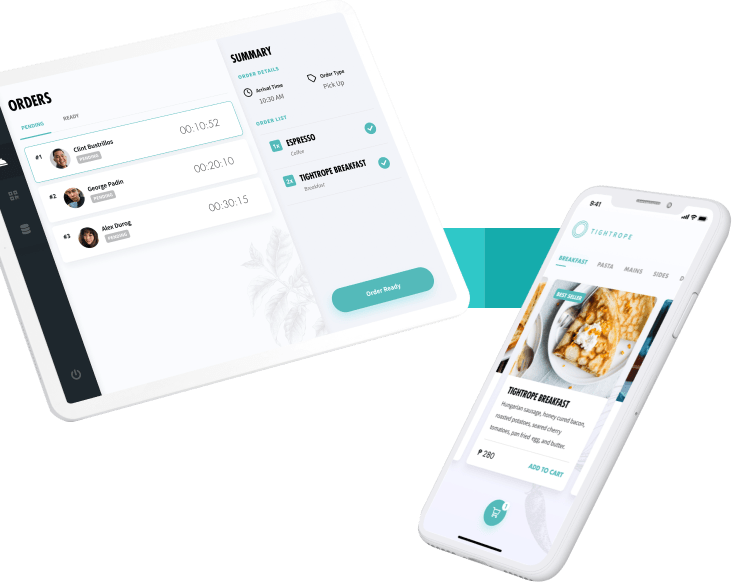 ORDERS
PENDING
READY
#1
Clint Bustrillos
PENDING
00:10:52
#2
George Padin
PENDING
00:20:10
#3
Alex Durog
PENDING
00:30:15
SUMMARY
ORDER DETAILS
Arrival Time
10:30 AM
Order Type
Pick Up
ORDER LIST
1x
ESPRESSO
Coffee
2x
TIGHTROPE BREAKFAST
Breakfast
Order Ready
9:41
TIGHTROPE
BREAKFAST
PASTA
MAINS
SIDES
BEST SELLER
TIGHTROPE BREAKFAST
Hungarian sausage, honey cured bacon,
roasted potatoes, seared cherry
tomatoes, pan fried egg, and butter.
₱ 280
ADD TO CART